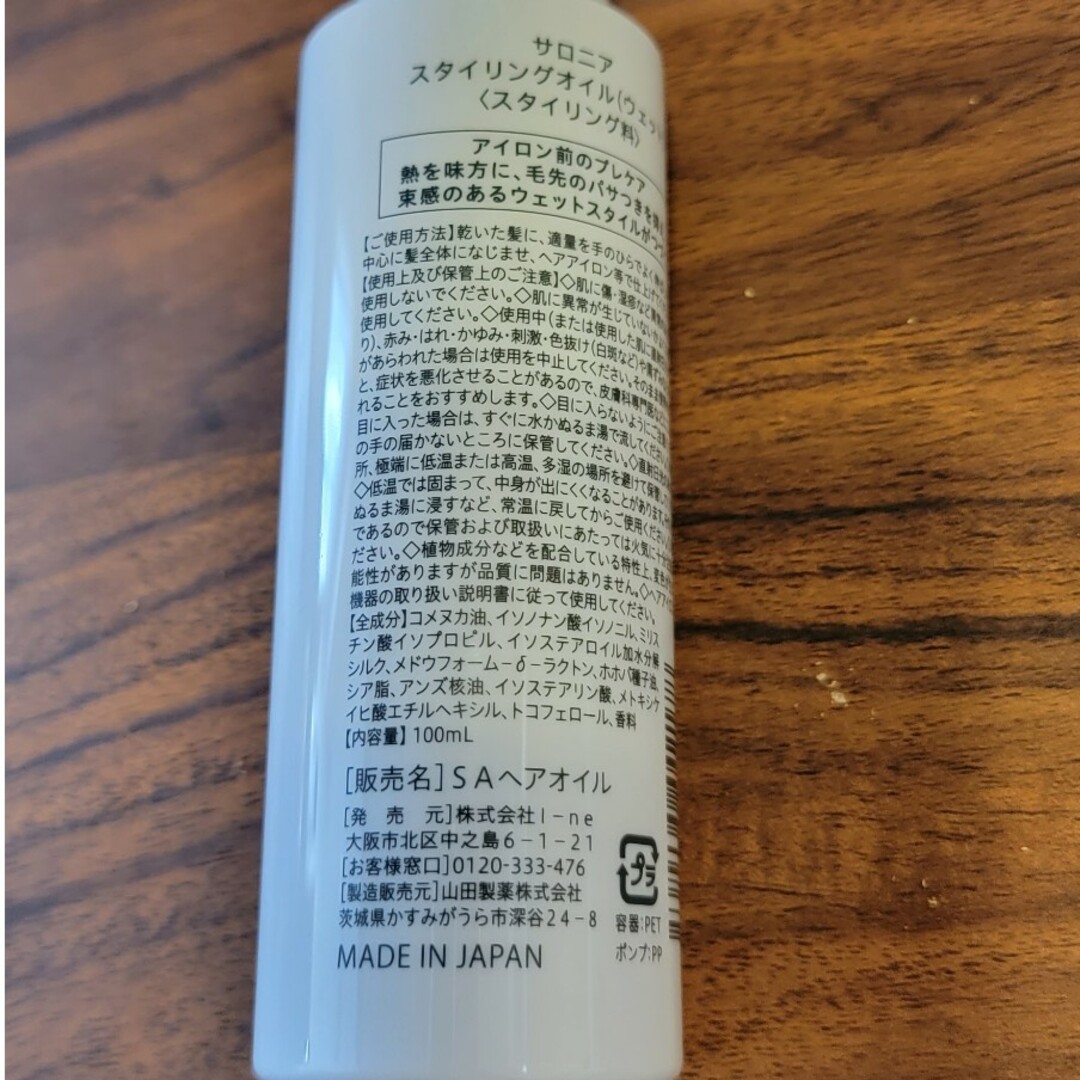 サロニア
スタイリングオイル(ウェット
〈スタイリング料〉
アイロン前のプレケア
熱を味方に、毛先のパサつきを
束感のあるウェットスタイルがつ
【ご使用方法】乾いた髪に、適量を手のひらでよく
中心に髪全体になじませ、ヘアアイロン等で仕上げて
【使用上及び保管上のご注意】◇肌に傷・湿疹など
使用しないでください。◇肌に異常が生じていないか
使用してください。◇使用中(または使用した肌に
り)、赤み・はれ・かゆみ・刺激・色抜け(白斑など)や
があらわれた場合は使用を中止してください。そのまま
と、症状を悪化させることがあるので、皮膚科専門医
れることをおすすめします。◇目に入らないようにご
目に入った場合は、すぐに水かぬるま湯で流してください
の手の届かないところに保管してください。◇直射日光
所、極端に低温または高温、多湿の場所を避けて保管
◇低温では固まって、中身が出にくくなることがあります。
ぬるま湯に浸すなど、常温に戻してからご使用ください
であるので保管および取扱いにあたっては火気に
ださい。◇植物成分などを配合している特性上、
能性がありますが品質に問題はありません。◇ヘアア
機器の取り扱い説明書に従って使用してください。
【全成分】コメヌカ油、イソノナン酸イソノニル、ミリス
チン酸イソプロピル、イソステアロイル加水分解
シルク、メドウフォーム-δ-ラクトン、ホホバ種子油、
シア脂、アンズ核油、イソステアリン酸、メトキシケ
イヒ酸エチルヘキシル、トコフェロール、香料
【内容量】100mL
[販売名]SAヘアオイル
[発 売 元]株式会社I-ne
大阪市北区中之島6-1-21
[お客様窓口]0120-333-476
[製造販売元]山田製薬株式会社
茨城県かすみがうら市深谷24-8
MADE IN JAPAN
プラ
容器:PET
ポンプ:PP